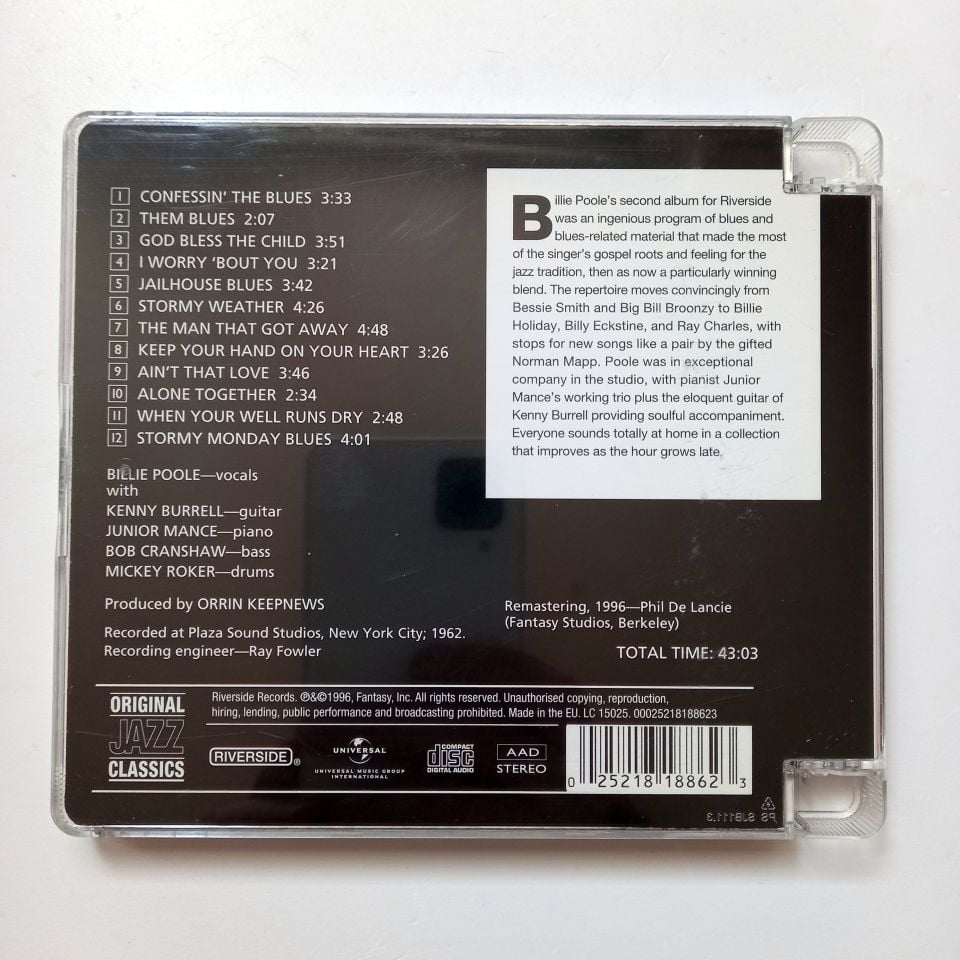 1 CONFESSIN' THE BLUES 3:33
2 THEM BLUES 2:07
3 GOD BLESS THE CHILD 3:51
4 I WORRY 'BOUT YOU 3:21
5 JAILHOUSE BLUES 3:42
6 STORMY WEATHER 4:26
7 THE MAN THAT GOT AWAY 4:48
8 KEEP YOUR HAND ON YOUR HEART 3:26
9 AIN'T THAT LOVE 3:46
10 ALONE TOGETHER 2:34
11 WHEN YOUR WELL RUNS DRY 2:48
12 STORMY MONDAY BLUES 4:01
BILLIE POOLE—vocals
with
KENNY BURRELL—guitar
JUNIOR MANCE—piano
BOB CRANSHAW—bass
MICKEY ROKER—drums
Produced by ORRIN KEEPNEWS
Recorded at Plaza Sound Studios, New York City; 1962.
Recording engineer—Ray Fowler
Billie Poole's second album for Riverside
was an ingenious program of blues and
blues-related material that made the most
of the singer's gospel roots and feeling for the
jazz tradition, then as now a particularly winning
blend. The repertoire moves convincingly from
Bessie Smith and Big Bill Broonzy to Billie
Holiday, Billy Eckstine, and Ray Charles, with
stops for new songs like a pair by the gifted
Norman Mapp. Poole was in exceptional
company in the studio, with pianist Junior
Mance's working trio plus the eloquent guitar of
Kenny Burrell providing soulful accompaniment.
Everyone sounds totally at home in a collection
that improves as the hour grows late.
Remastering, 1996—Phil De Lancie
(Fantasy Studios, Berkeley)
TOTAL TIME: 43:03
ORIGINAL
JAZZ
CLASSICS
Riverside Records. ℗&©1996, Fantasy, Inc. All rights reserved. Unauthorised copying, reproduction,
hiring, lending, public performance and broadcasting prohibited. Made in the EU. LC 15025. 00025218188623
RIVERSIDE®
UNIVERSAL
UNIVERSAL MUSIC GROUP
INTERNATIONAL
COMPACT
disc
DIGITAL AUDIO
AAD
STEREO
0 25218 18862 3
PS SJB111.3